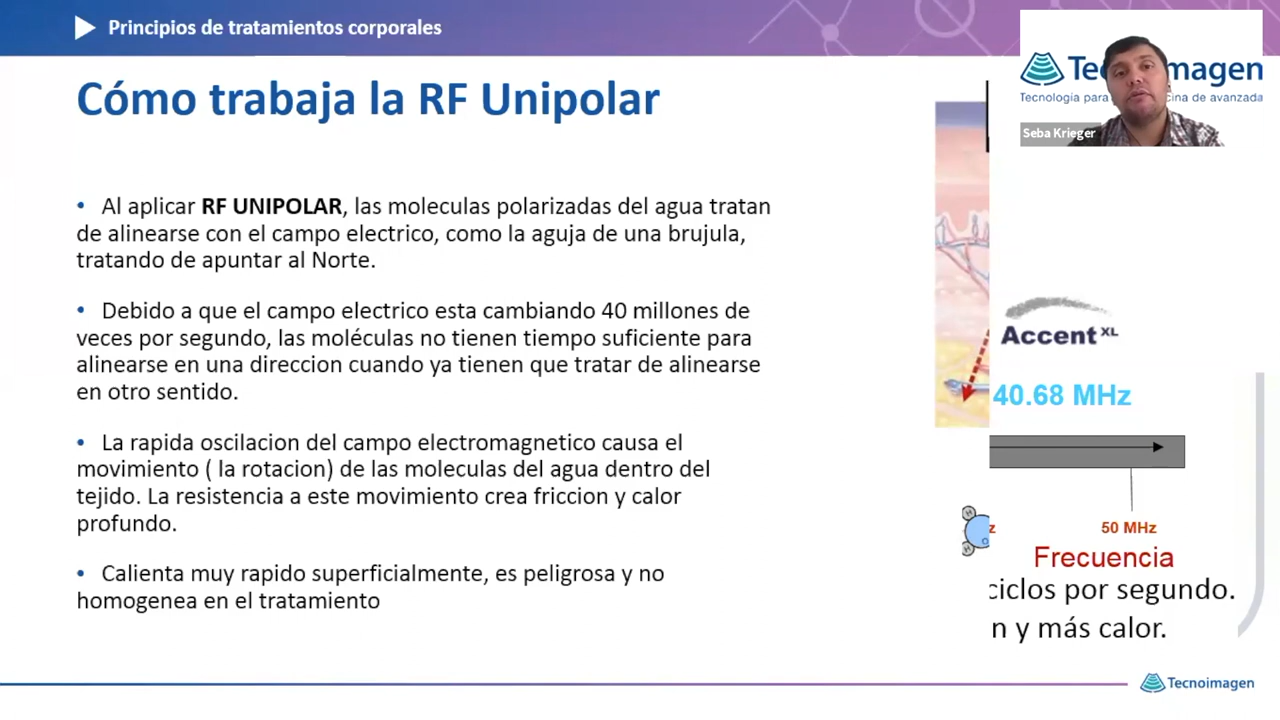 Principios de tratamientos corporales
Cómo trabaja la RF Unipolar
• Al aplicar RF UNIPOLAR, las moleculas polarizadas del agua tratan
de alinearse con el campo electrico, como la aguja de una brujula,
tratando de apuntar al Norte.
• Debido a que el campo electrico esta cambiando 40 millones de
veces por segundo, las moléculas no tienen tiempo suficiente para
alinearse en una direccion cuando ya tienen que tratar de alinearse
en otro sentido.
• La rapida oscilacion del campo electromagnetico causa el
movimiento ( la rotacion) de las moleculas del agua dentro del
tejido. La resistencia a este movimiento crea friccion y calor
profundo.
• Calienta muy rapido superficialmente, es peligrosa y no
homogenea en el tratamiento
Tecnología para
de avanzada
Seba Krieger
Accent XL
40.68 MHz
50 MHz
Frecuencia
ciclos por segundo.
n y más calor.
Tecnoimagen